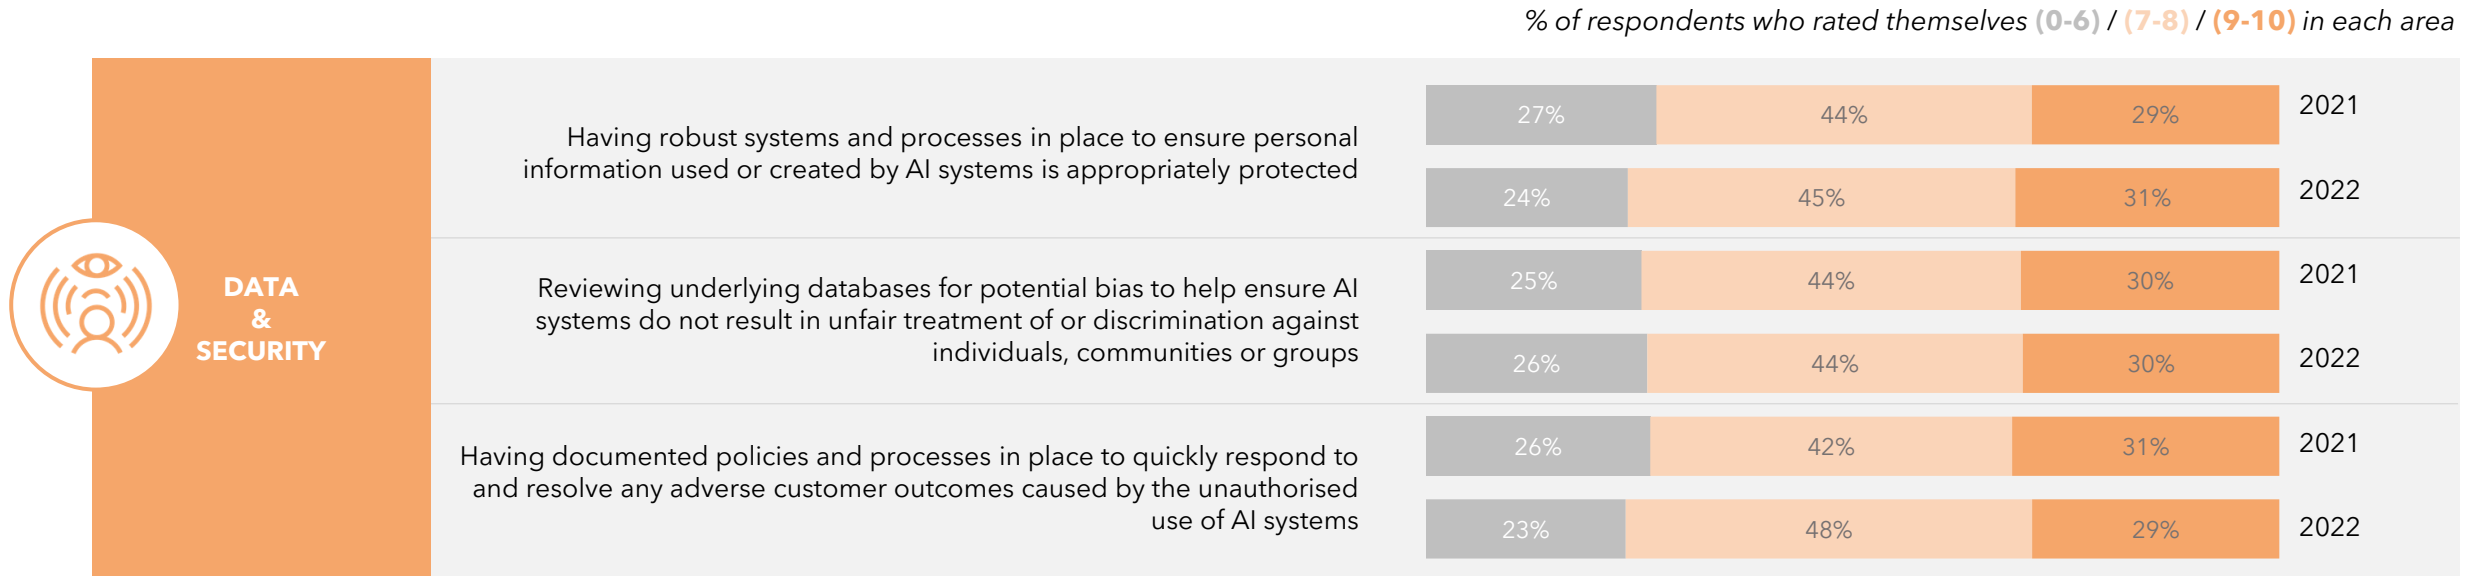 % of respondents who rated themselves (0-6) / (7-8) / (9-10) in each area
DATA
&
SECURITY
Having robust systems and processes in place to ensure personal
information used or created by AI systems is appropriately protected
27% 44% 29% 2021
24% 45% 31% 2022
Reviewing underlying databases for potential bias to help ensure AI
systems do not result in unfair treatment of or discrimination against
individuals, communities or groups
25% 44% 30% 2021
26% 44% 30% 2022
Having documented policies and processes in place to quickly respond to
and resolve any adverse customer outcomes caused by the unauthorised
use of AI systems
26% 42% 31% 2021
23% 48% 29% 2022